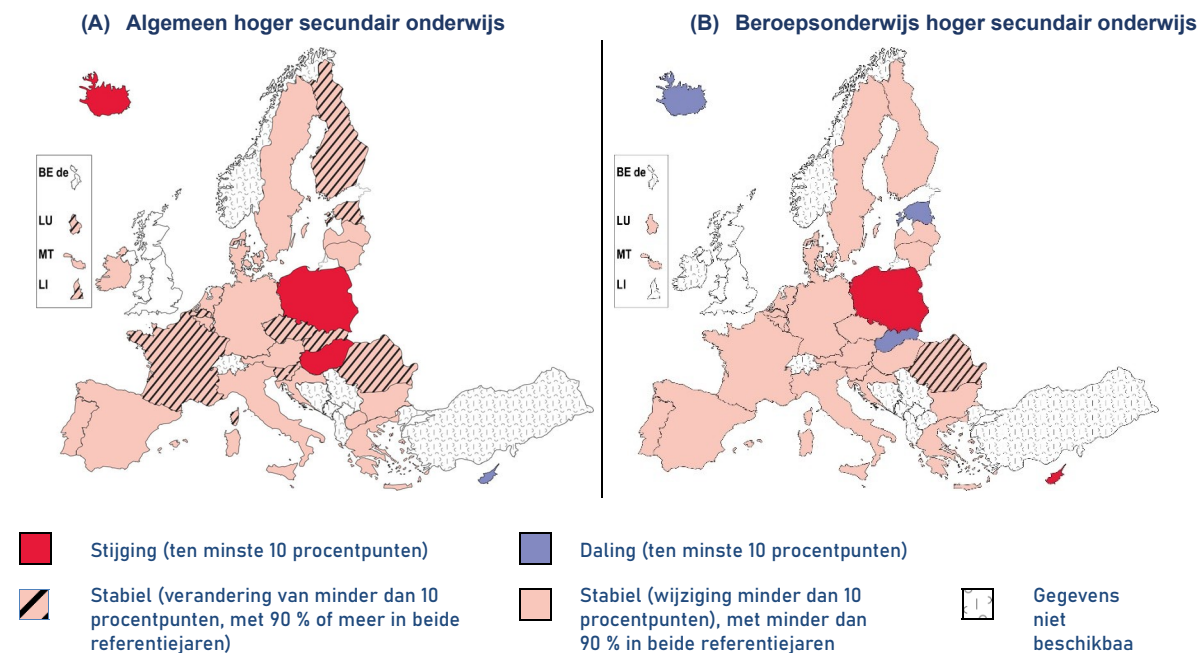 (A) Algemeen hoger secundair onderwijs
(B) Beroepsonderwijs hoger secundair onderwijs
BE de
LU
MT
LI
BE de
LU
MT
LI
Stijging (ten minste 10 procentpunten)
Daling (ten minste 10 procentpunten)
Stabiel (verandering van minder dan 10
procentpunten, met 90 % of meer in beide
referentiejaren)
Stabiel (wijziging minder dan 10
procentpunten), met minder dan
90 % in beide referentiejaren
Gegevens
niet
beschikbaa